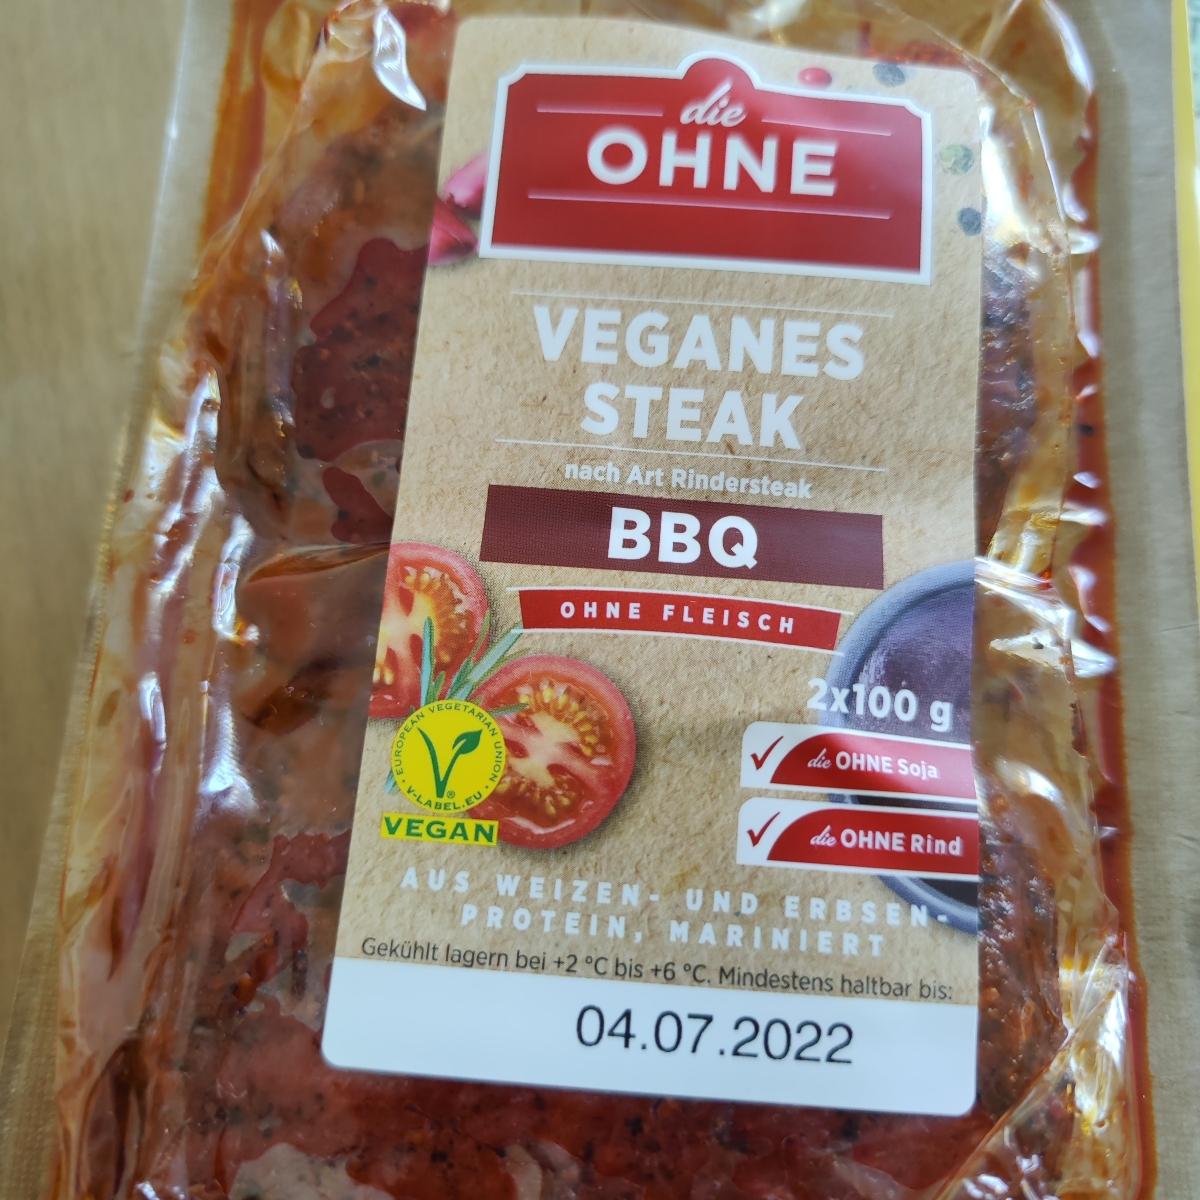 die
OHNE
VEGANES
STEAK
nach Art Rindersteak
BBQ
OHNE FLEISCH
2x100 g
die OHNE Soja
die OHNE Rind
EUROPEAN VEGETARIAN UNION
V-LABEL.EU
®
VEGAN
AUS WEIZEN- UND ERBSEN-
PROTEIN, MARINIERT
Gekühlt lagern bei +2 °C bis +6 °C. Mindestens haltbar bis:
04.07.2022